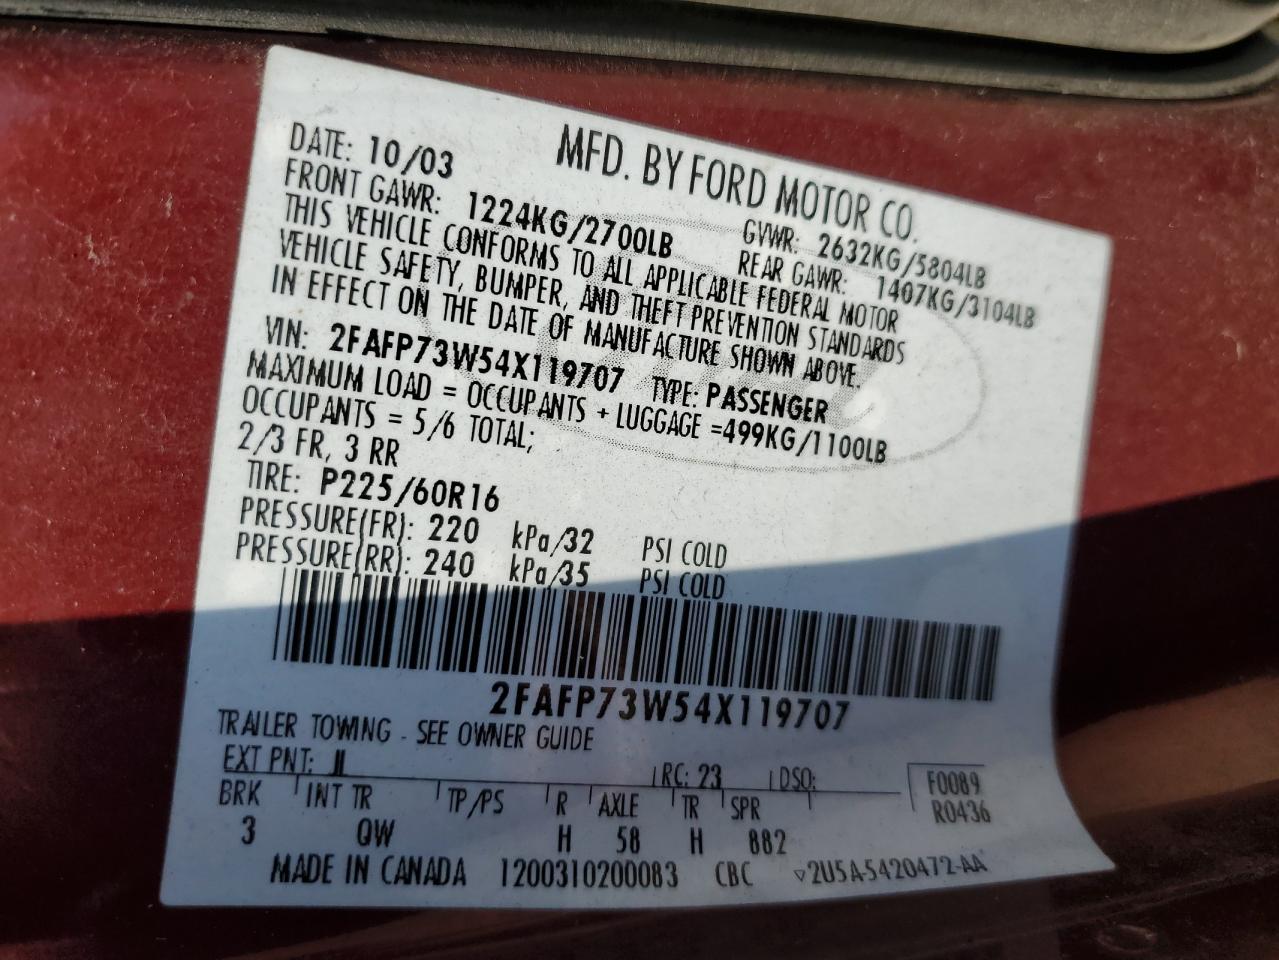 MFD. BY FORD MOTOR CO.
DATE: 10/03 GVWR: 2632KG/5804LB
FRONT GAWR: 1224KG/2700LB REAR GAWR: 1407KG/3104LB
THIS VEHICLE CONFORMS TO ALL APPLICABLE FEDERAL MOTOR
VEHICLE SAFETY, BUMPER, AND THEFT PREVENTION STANDARDS
IN EFFECT ON THE DATE OF MANUFACTURE SHOWN ABOVE.
VIN: 2FAFP73W54X119707 TYPE: PASSENGER
MAXIMUM LOAD = OCCUPANTS + LUGGAGE =499KG/1100LB
OCCUPANTS = 5/6 TOTAL;
2/3 FR, 3 RR
TIRE: P225/60R16
PRESSURE(FR): 220 kPa/32 PSI COLD
PRESSURE(RR): 240 kPa/35 PSI COLD
2FAFP73W54X119707
TRAILER TOWING - SEE OWNER GUIDE
EXT PNT: JL RC: 23 DSO: F0089
BRK INT TR TP/PS R AXLE TR SPR R0436
3 QW H 58 H 882
MADE IN CANADA 1200310200083 CBC ▽2U5A-5420472-AA